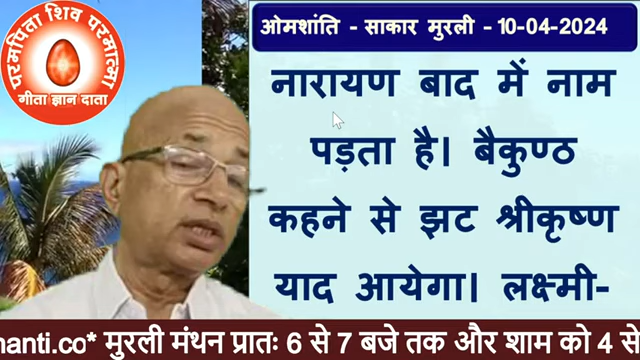 परमपिता शिव परमात्मा
गीता ज्ञान दाता
ओमशांति - साकार मुरली - 10-04-2024
नारायण बाद में नाम
पड़ता है। बैकुण्ठ
कहने से झट श्रीकृष्ण
याद आयेगा। लक्ष्मी-
hanti.co* मुरली मंथन प्रातः 6 से 7 बजे तक और शाम को 4 से